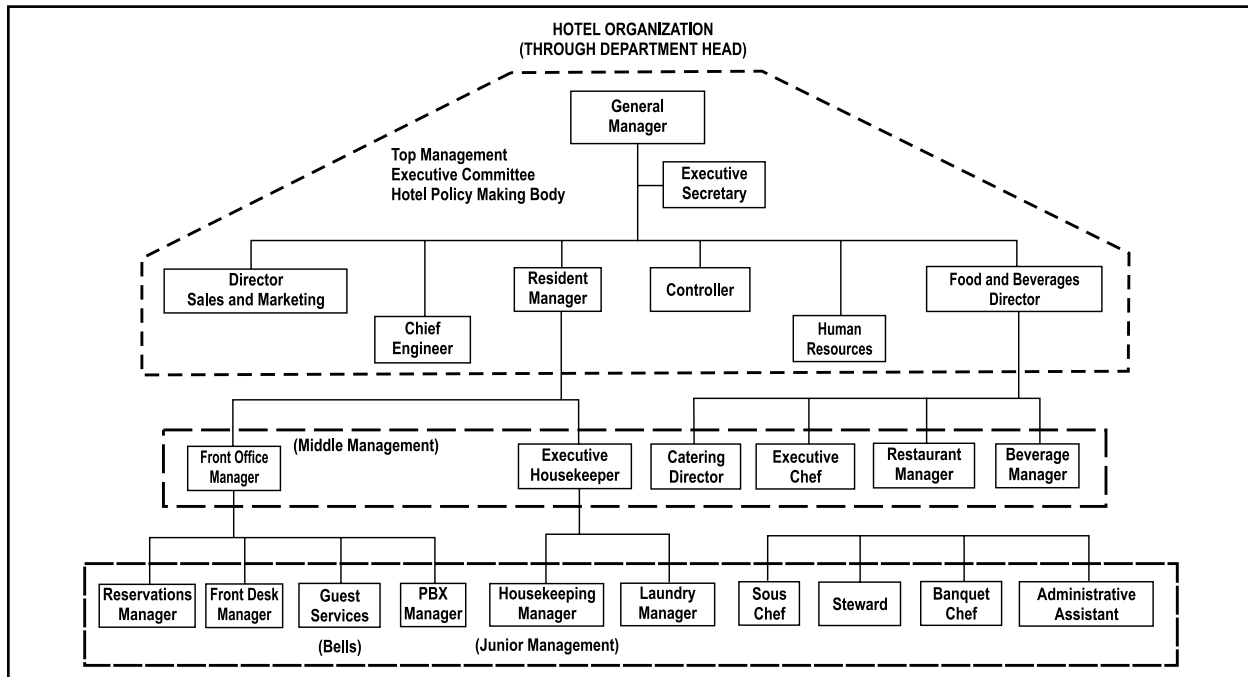 HOTEL ORGANIZATION
(THROUGH DEPARTMENT HEAD)
General
Manager
Top Management
Executive Committee
Hotel Policy Making Body
Executive
Secretary
Director
Sales and Marketing
Chief
Engineer
Resident
Manager
Controller
Human
Resources
Food and Beverages
Director
(Middle Management)
Front Office
Manager
Executive
Housekeeper
Catering
Director
Executive
Chef
Restaurant
Manager
Beverage
Manager
Reservations
Manager
Front Desk
Manager
Guest
Services
(Bells)
PBX
Manager
Housekeeping
Manager
(Junior Management)
Laundry
Manager
Sous
Chef
Steward
Banquet
Chef
Administrative
Assistant